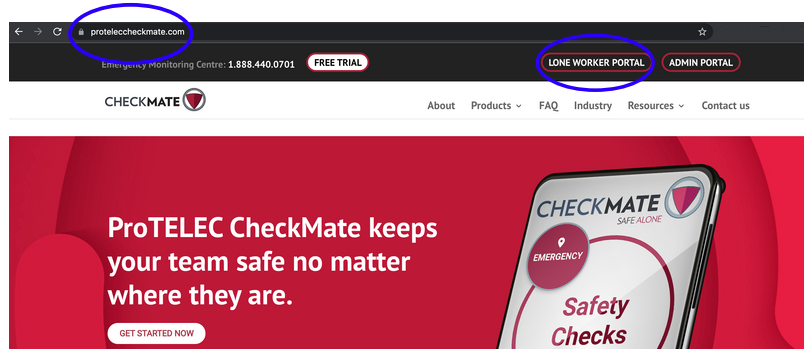 proteleccheckmate.com
Emergency Monitoring Centre: 1.888.440.0701
FREE TRIAL
LONE WORKER PORTAL
ADMIN PORTAL
CHECKMATE
About
Products
FAQ
Industry
Resources
Contact us
ProTELEC CheckMate keeps
your team safe no matter
where they are.
GET STARTED NOW
CHECKMATE
SAFE ALONE
EMERGENCY
Safety
Checks